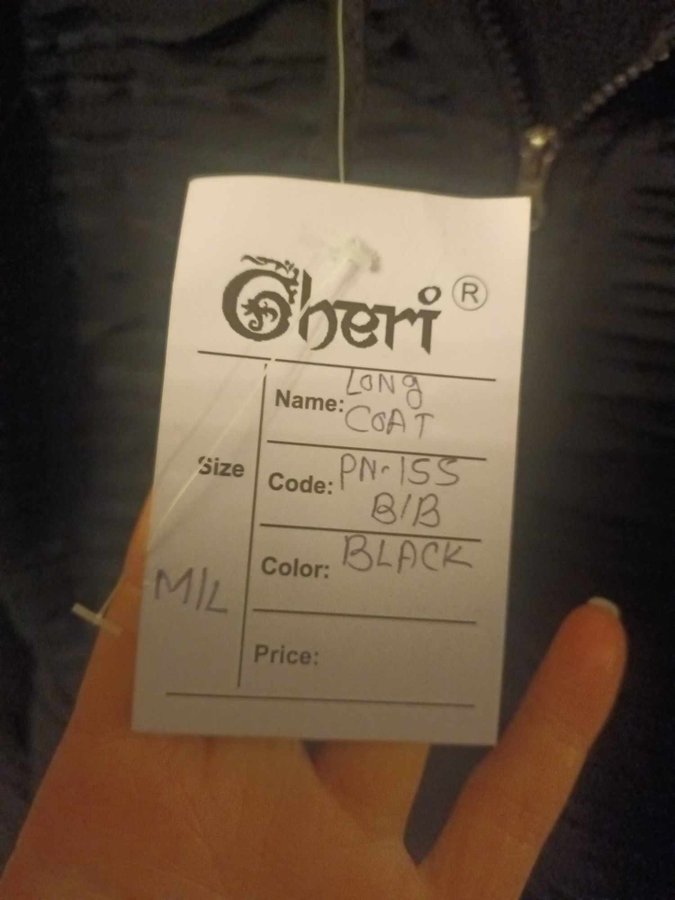 Gheri ®
Name: LONG
COAT
Size
Code: PN-155
B/B
Color: BLACK
M/L
Price: